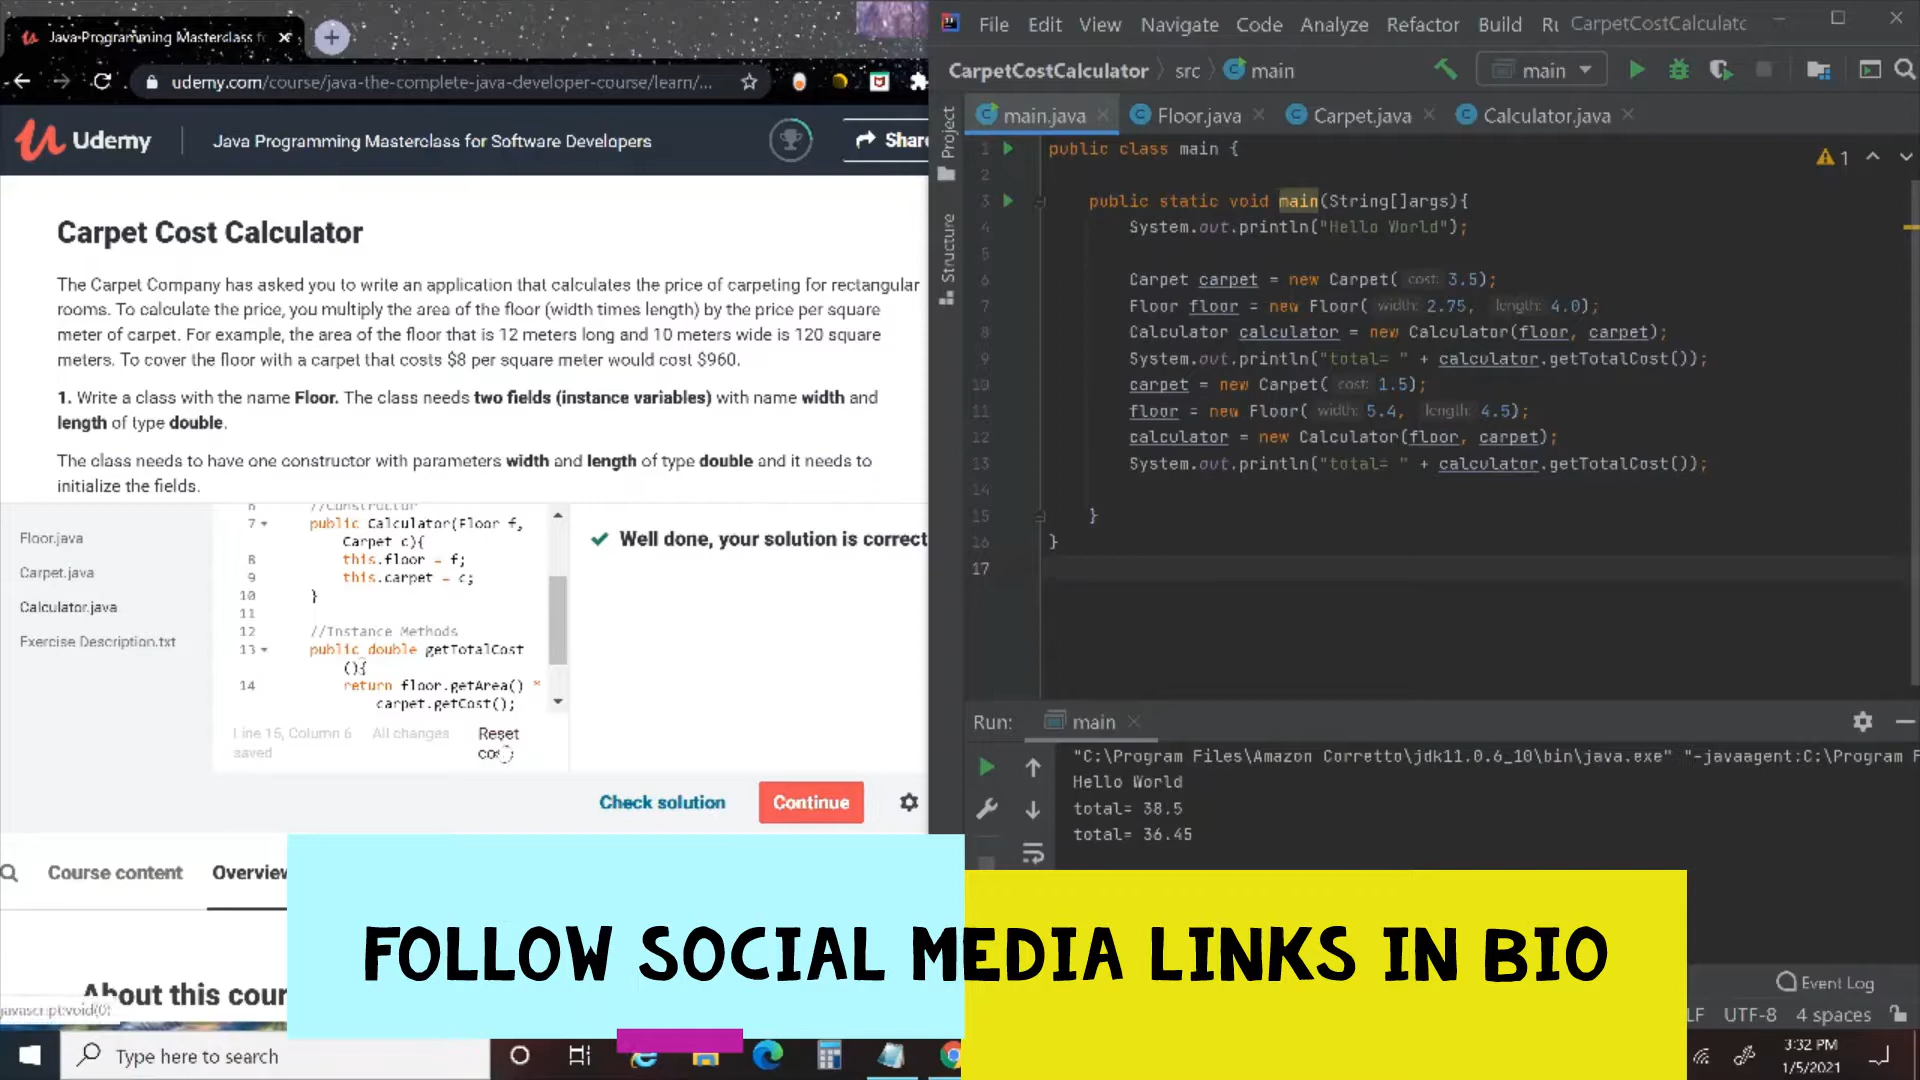 Java Programming Masterclass fo
udemy.com/course/java-the-complete-java-developer-course/learn/...
Udemy
Java Programming Masterclass for Software Developers
Share
Carpet Cost Calculator
The Carpet Company has asked you to write an application that calculates the price of carpeting for rectangular
rooms. To calculate the price, you multiply the area of the floor (width times length) by the price per square
meter of carpet. For example, the area of the floor that is 12 meters long and 10 meters wide is 120 square
meters. To cover the floor with a carpet that costs $8 per square meter would cost $960.
1. Write a class with the name Floor. The class needs two fields (instance variables) with name width and
length of type double.
The class needs to have one constructor with parameters width and length of type double and it needs to
initialize the fields.
Floor.java
Carpet.java
Calculator.java
Exercise Description.txt
6 //Constructor
7 public Calculator(Floor f,
Carpet c){
8 this.floor = f;
9 this.carpet = c;
10 }
11
12 //Instance Methods
13 public double getTotalCost
(){
14 return floor.getArea() *
carpet.getCost();
Line 15, Column 6 All changes
saved
Reset
Well done, your solution is correct
Check solution
Continue
Course content
Overview
About this cour
javascript:void(0)
File Edit View Navigate Code Analyze Refactor Build Ru CarpetCostCalculato
CarpetCostCalculator src main
main
main.java Floor.java Carpet.java Calculator.java
Project
Structure
1
1 public class main {
2
3 public static void main(String[]args){
4 System.out.println("Hello World");
5
6 Carpet carpet = new Carpet( cost: 3.5);
7 Floor floor = new Floor( width: 2.75, length: 4.0);
8 Calculator calculator = new Calculator(floor, carpet);
9 System.out.println("total= " + calculator.getTotalCost());
10 carpet = new Carpet( cost: 1.5);
11 floor = new Floor( width: 5.4, length: 4.5);
12 calculator = new Calculator(floor, carpet);
13 System.out.println("total= " + calculator.getTotalCost());
14
15 }
16 }
17
Run: main
"C:\Program Files\Amazon Corretto\jdk11.0.6_10\bin\java.exe" "-javaagent:C:\Program F
Hello World
total= 38.5
total= 36.45
FOLLOW SOCIAL MEDIA LINKS IN BIO
Event Log
LF UTF-8 4 spaces
Type here to search
3:32 PM
1/5/2021